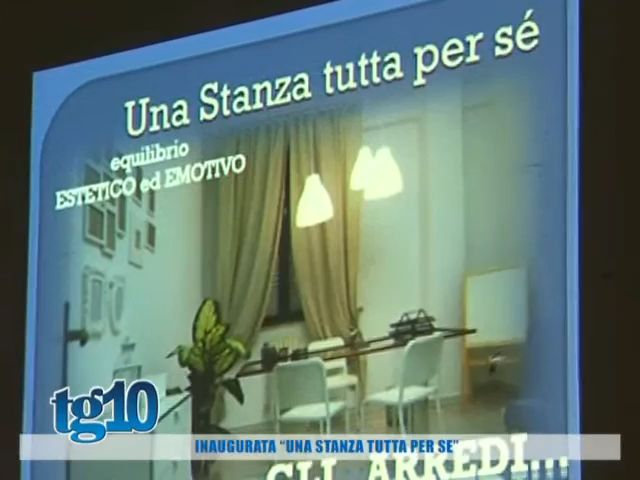 Una Stanza tutta per sé
equilibrio
ESTETICO ed EMOTIVO
tg10
INAUGURATA “UNA STANZA TUTTA PER SE”
GLI ARREDI...